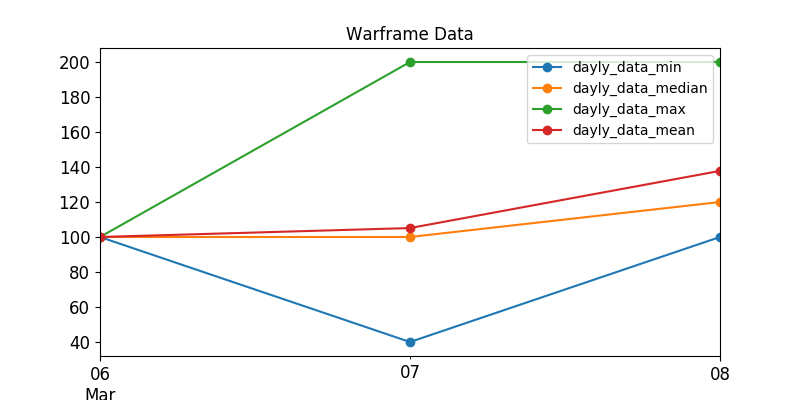 Warframe Data
200
180
160
140
120
100
80
60
40
dayly_data_min
dayly_data_median
dayly_data_max
dayly_data_mean
06
07
08
Mar